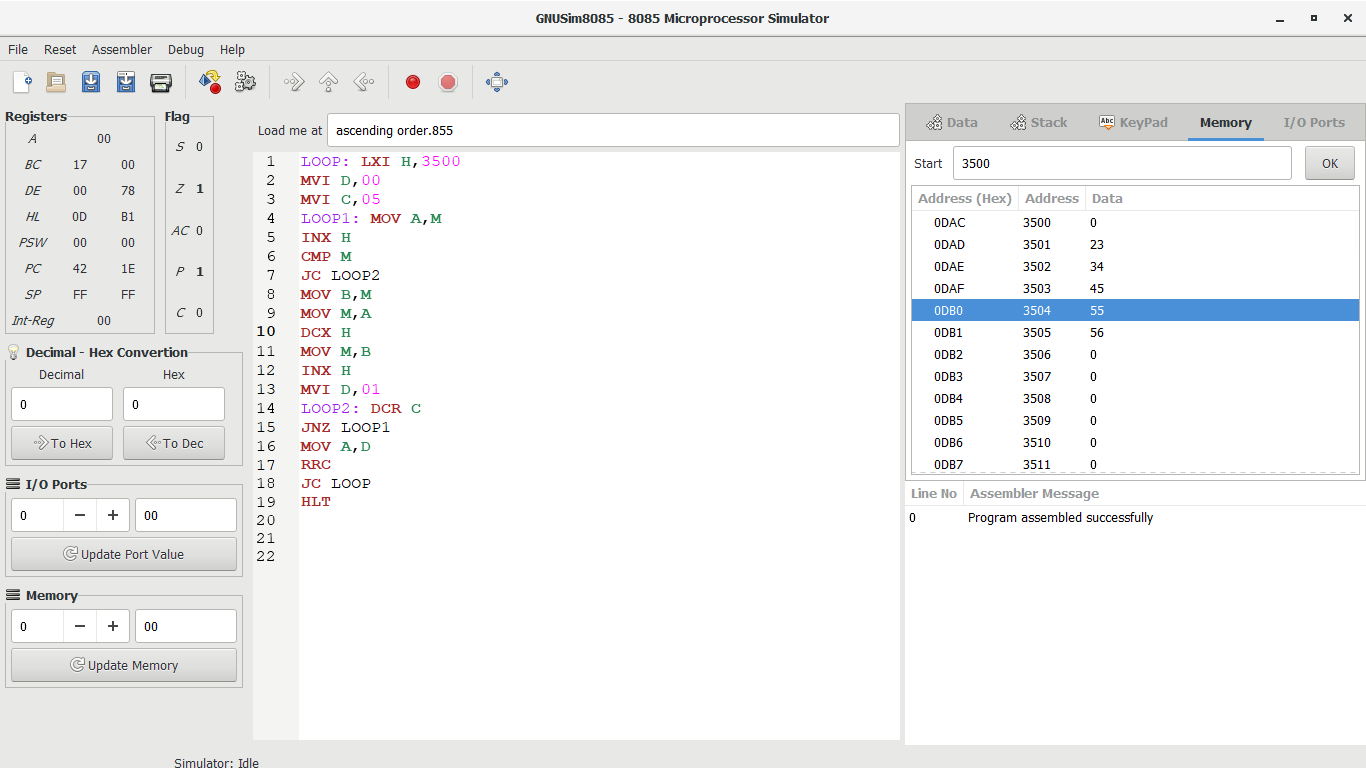 GNUSim8085 - 8085 Microprocessor Simulator
File Reset Assembler Debug Help
Registers
A 00
BC 17 00
DE 00 78
HL 0D B1
PSW 00 00
PC 42 1E
SP FF FF
Int-Reg 00
Flag
S 0
Z 1
AC 0
P 1
C 0
Decimal - Hex Convertion
Decimal Hex
0 0
To Hex To Dec
I/O Ports
0 − + 00
Update Port Value
Memory
0 − + 00
Update Memory
Load me at ascending order.855
1 LOOP: LXI H,3500
2 MVI D,00
3 MVI C,05
4 LOOP1: MOV A,M
5 INX H
6 CMP M
7 JC LOOP2
8 MOV B,M
9 MOV M,A
10 DCX H
11 MOV M,B
12 INX H
13 MVI D,01
14 LOOP2: DCR C
15 JNZ LOOP1
16 MOV A,D
17 RRC
18 JC LOOP
19 HLT
20
21
22
Data Stack Abc KeyPad Memory I/O Ports
Start 3500 OK
Address (Hex) Address Data
0DAC 3500 0
0DAD 3501 23
0DAE 3502 34
0DAF 3503 45
0DB0 3504 55
0DB1 3505 56
0DB2 3506 0
0DB3 3507 0
0DB4 3508 0
0DB5 3509 0
0DB6 3510 0
0DB7 3511 0
Line No Assembler Message
0 Program assembled successfully
Simulator: Idle